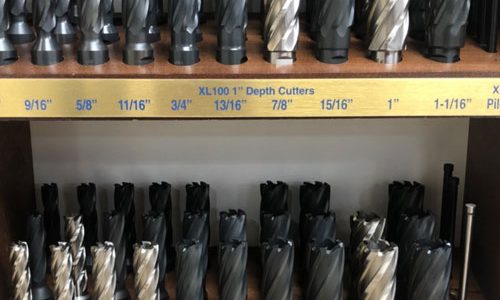 XL100 1” Depth Cutters
9/16” 5/8” 11/16” 3/4” 13/16” 7/8” 15/16” 1” 1-1/16”